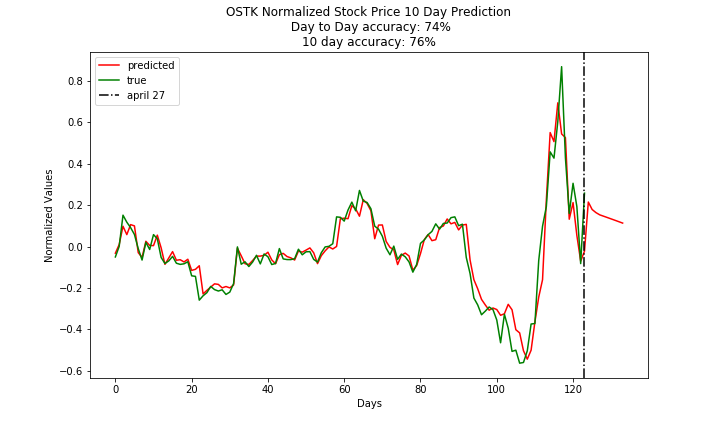 OSTK Normalized Stock Price 10 Day Prediction
Day to Day accuracy: 74%
10 day accuracy: 76%
predicted
true
april 27
Normalized Values
0.8
0.6
0.4
0.2
0.0
−0.2
−0.4
−0.6
0 20 40 60 80 100 120
Days